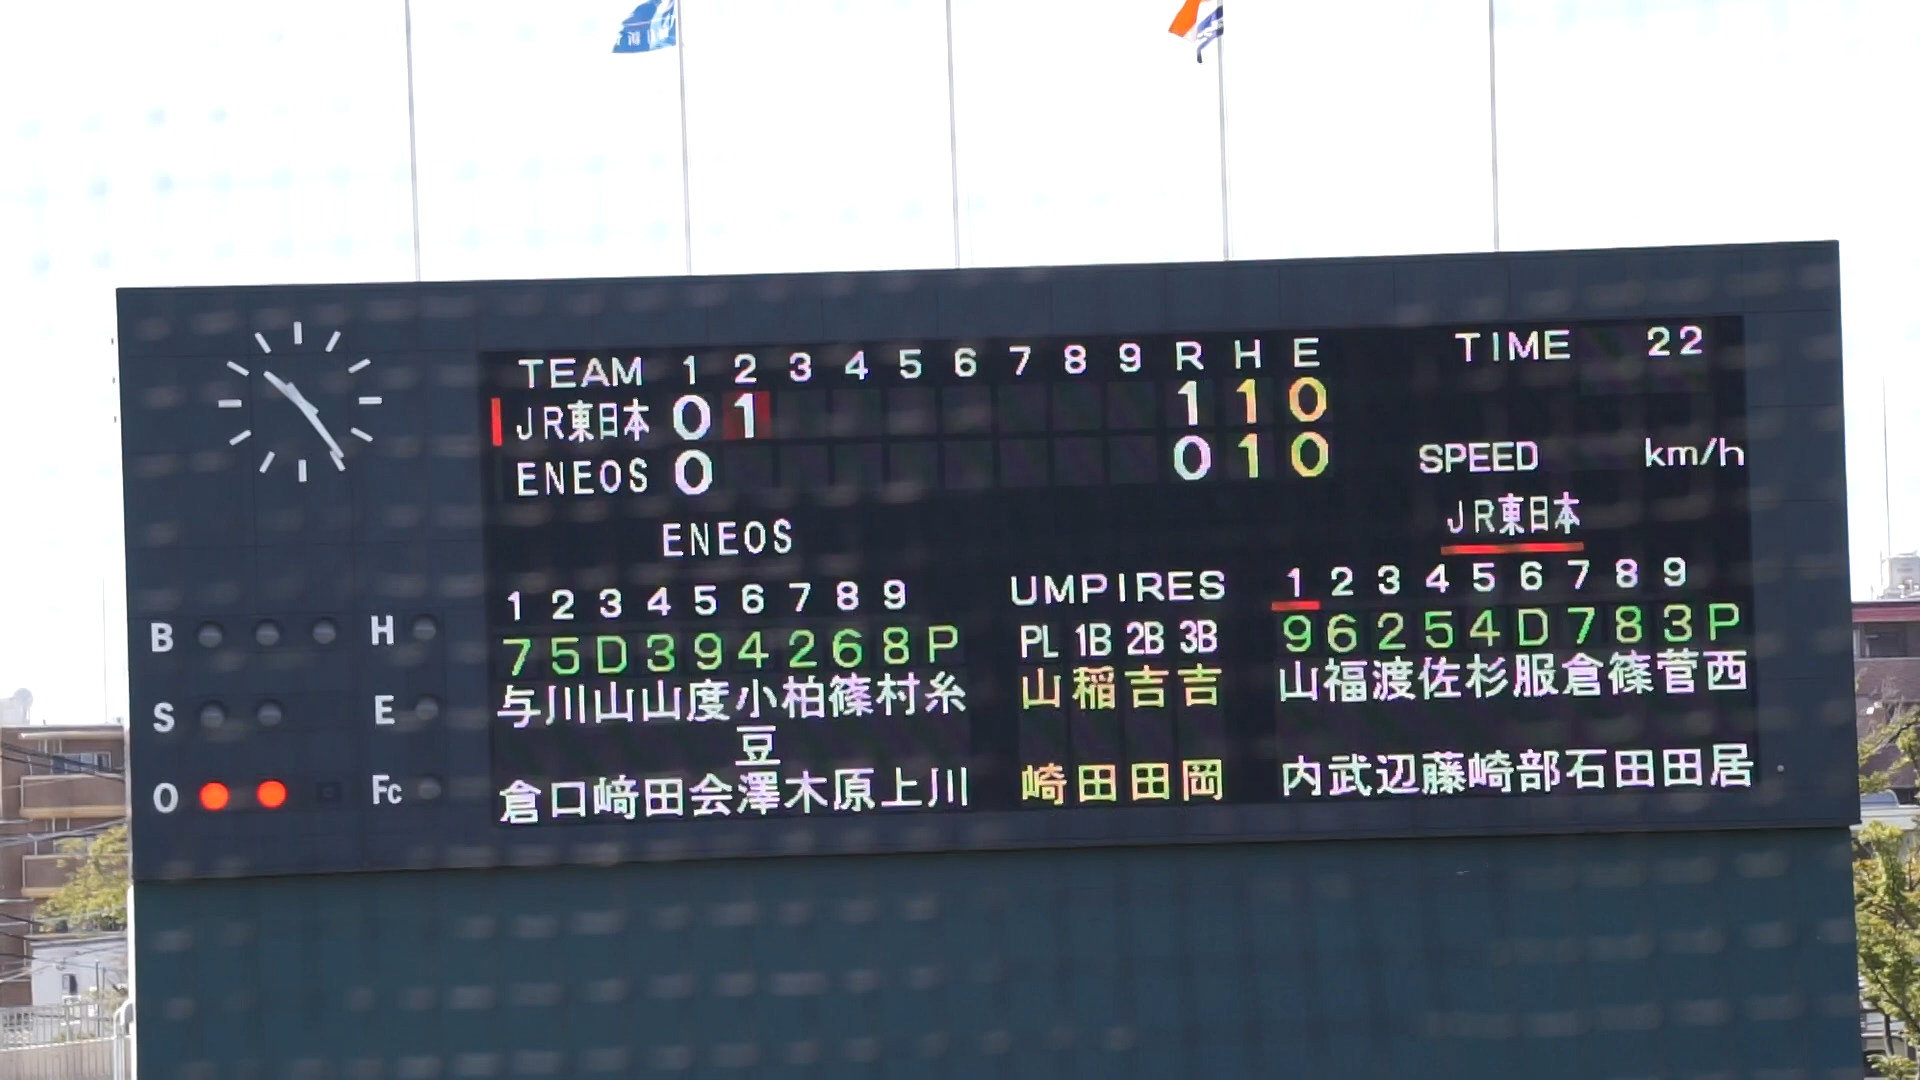 TEAM 1 2 3 4 5 6 7 8 9 R H E TIME 22
JR東日本 0 1 1 1 0
ENEOS 0 0 1 0 SPEED km/h
ENEOS JR東日本
1 2 3 4 5 6 7 8 9 UMPIRES 1 2 3 4 5 6 7 8 9
B H 7 5 D 3 9 4 2 6 8 P PL 1B 2B 3B 9 6 2 5 4 D 7 8 3 P
S E 与川山山度小柏篠村糸 山稲吉吉 山福渡佐杉服倉篠菅西
豆
O Fc 倉口﨑田会澤木原上川 崎田田岡 内武辺藤崎部石田田居